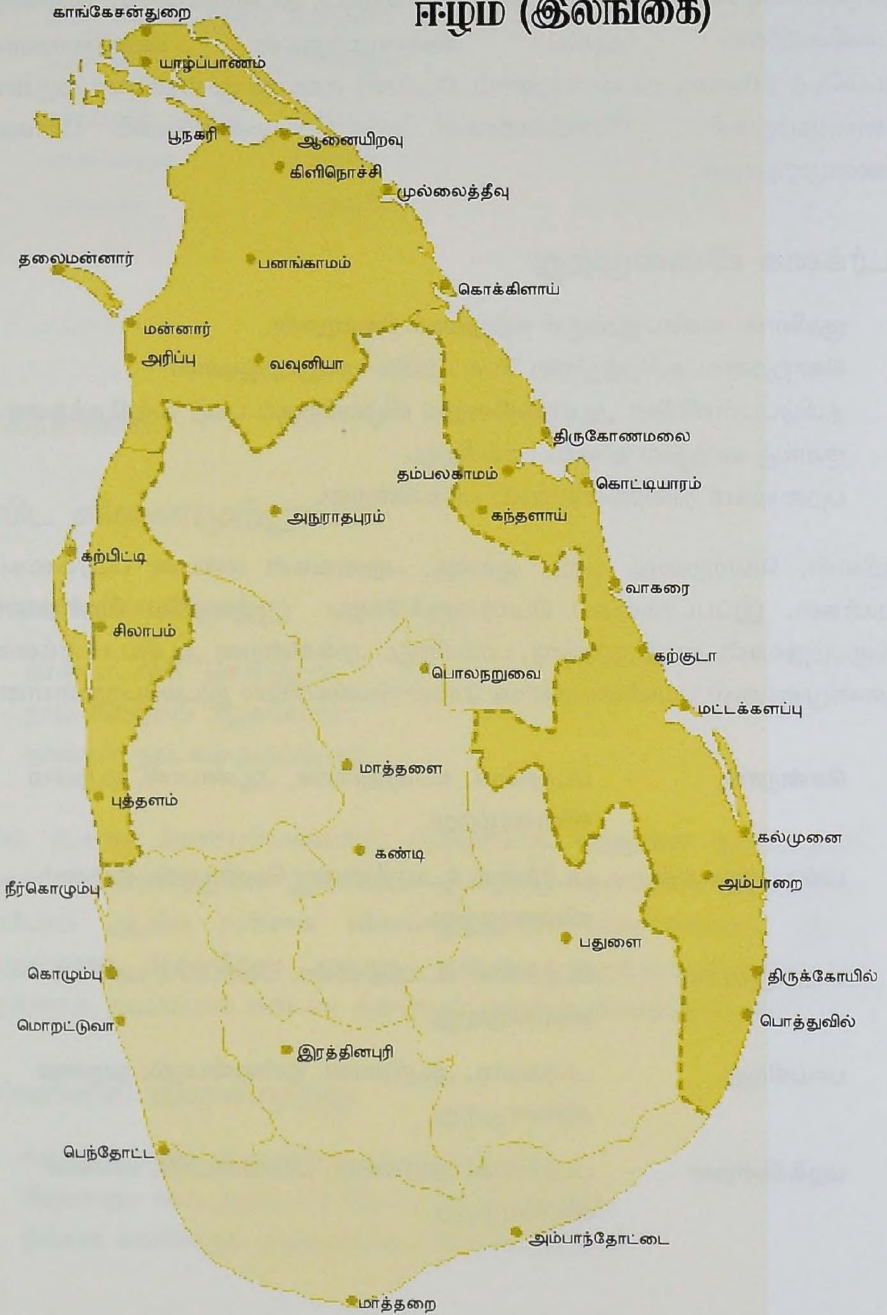 ஈழம் (இலங்கை)
காங்கேசன்துறை
யாழ்ப்பாணம்
பூநகரி
ஆனையிறவு
கிளிநொச்சி
முல்லைத்தீவு
தலைமன்னார்
பனங்காமம்
கொக்கிளாய்
மன்னார்
அரிப்பு
வவுனியா
திருகோணமலை
தம்பலகாமம்
கொட்டியாரம்
அநுராதபுரம்
கந்தளாய்
கற்பிட்டி
வாகரை
சிலாபம்
கற்குடா
பொலநறுவை
மட்டக்களப்பு
மாத்தளை
புத்தளம்
கல்முனை
கண்டி
நீர்கொழும்பு
அம்பாறை
பதுளை
கொழும்பு
திருக்கோயில்
மொறட்டுவா
பொத்துவில்
இரத்தினபுரி
பெந்தோட்ட
அம்பாந்தோட்டை
மாத்தறை